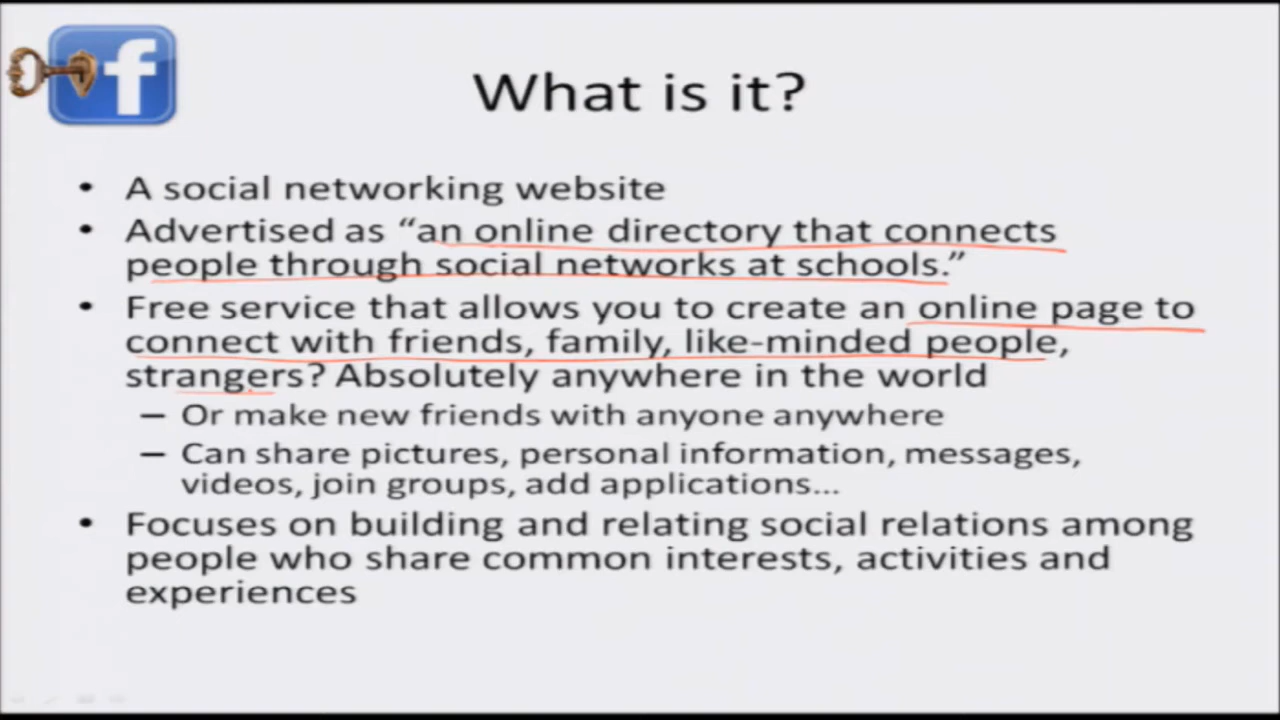 f
What is it?
• A social networking website
• Advertised as “an online directory that connects
people through social networks at schools.”
• Free service that allows you to create an online page to
connect with friends, family, like-minded people,
strangers? Absolutely anywhere in the world
– Or make new friends with anyone anywhere
– Can share pictures, personal information, messages,
videos, join groups, add applications...
• Focuses on building and relating social relations among
people who share common interests, activities and
experiences